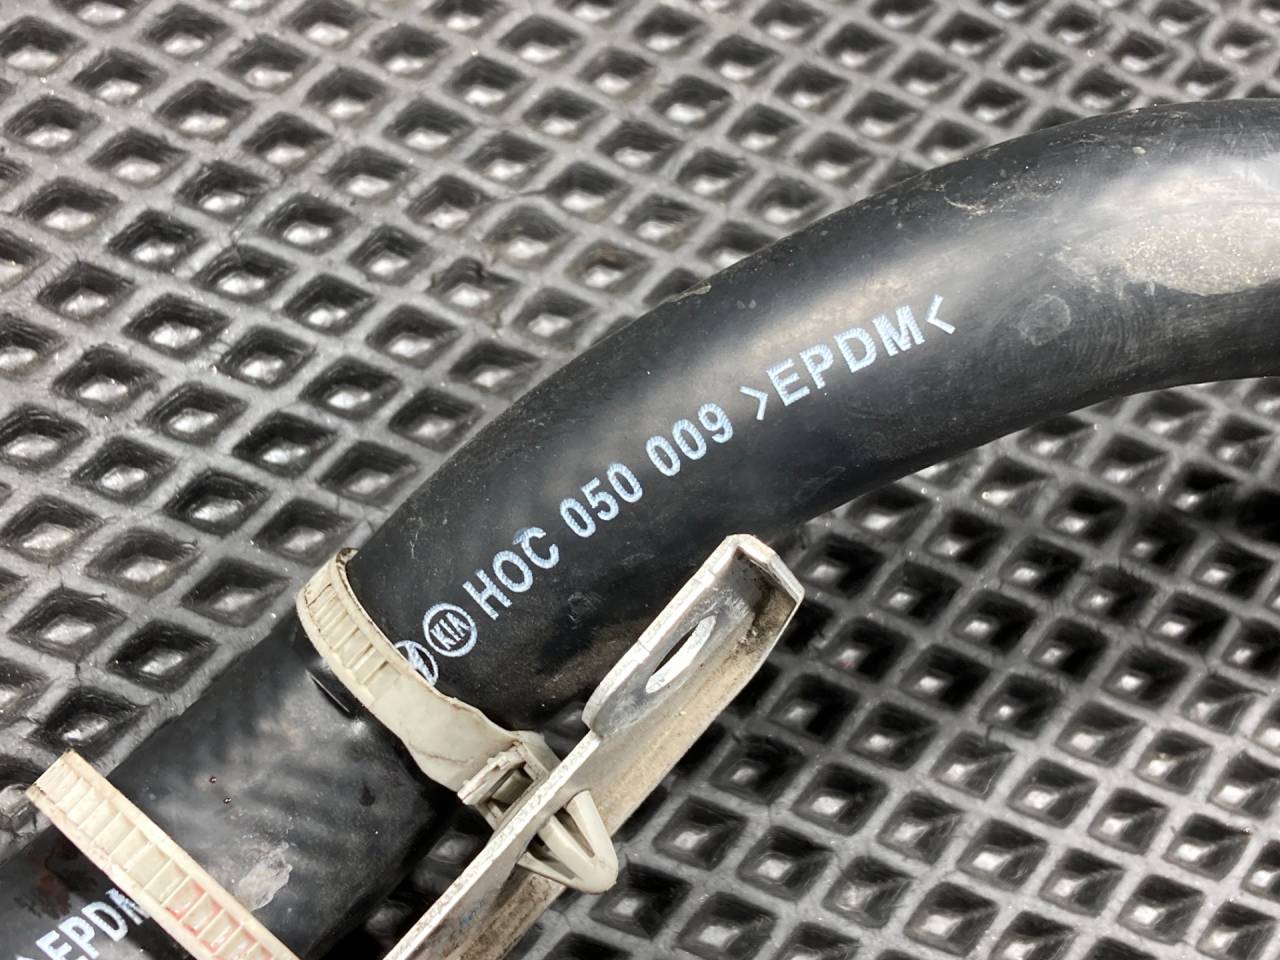 KIA HOC 050 009 >EPDM<
>EPDM